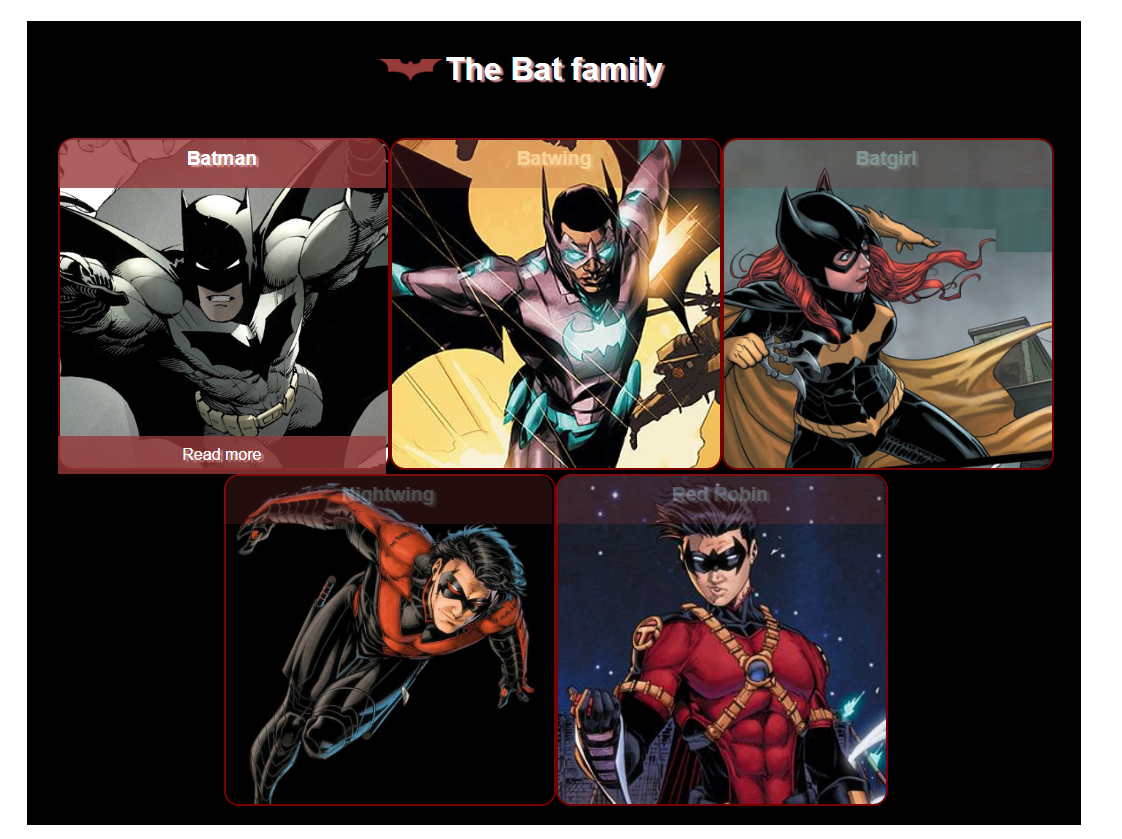 The Bat family
Batman
Batwing
Batgirl
Read more
Nightwing
Red Robin